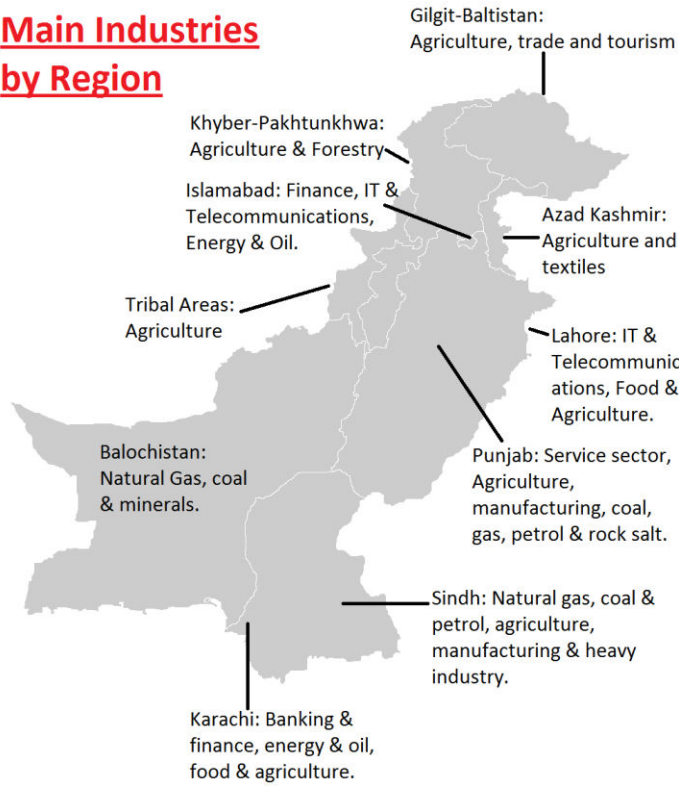 Main Industries
by Region
Gilgit-Baltistan:
Agriculture, trade and tourism
Khyber-Pakhtunkhwa:
Agriculture & Forestry
Islamabad: Finance, IT &
Telecommunications,
Energy & Oil.
Azad Kashmir:
Agriculture and
textiles
Tribal Areas:
Agriculture
Lahore: IT &
Telecommunic
ations, Food &
Agriculture.
Balochistan:
Natural Gas, coal
& minerals.
Punjab: Service sector,
Agriculture,
manufacturing, coal,
gas, petrol & rock salt.
Sindh: Natural gas, coal &
petrol, agriculture,
manufacturing & heavy
industry.
Karachi: Banking &
finance, energy & oil,
food & agriculture.